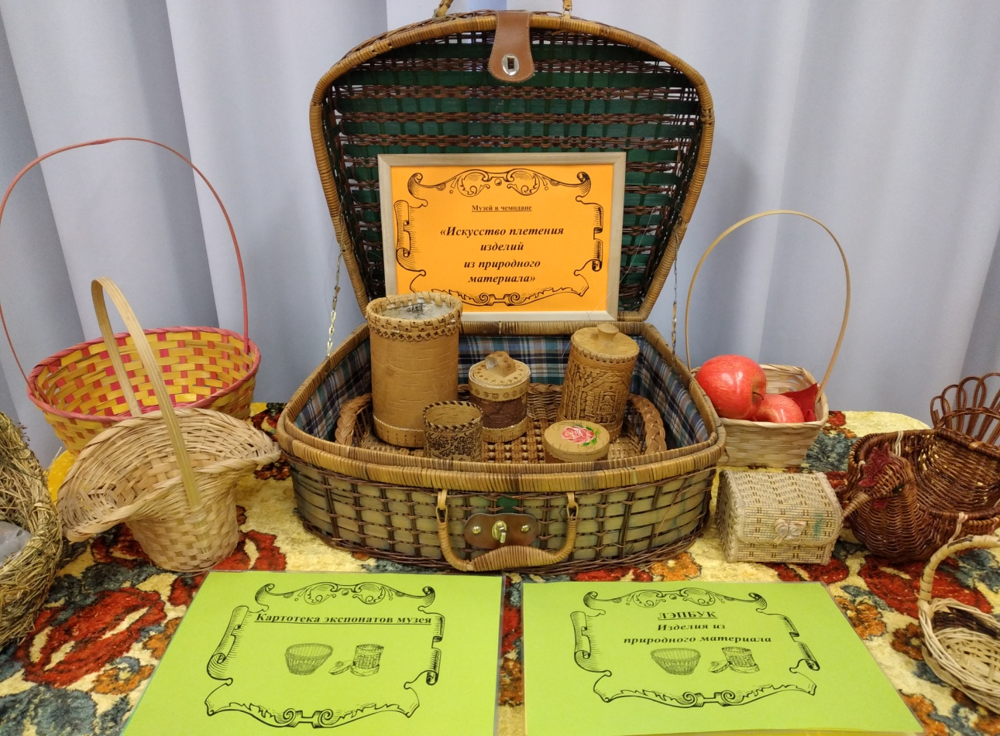 Музей в чемодане
«Искусство плетения
изделий
из природного
материала»
Картотека экспонатов музея
ЛЭПБУК
Изделия из
природного материала